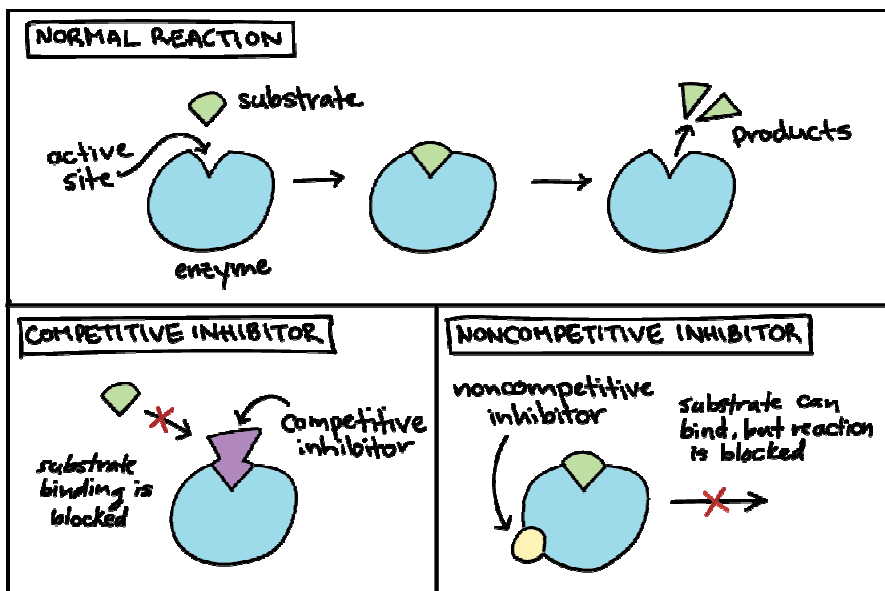 NORMAL REACTION
substrate
active
site
enzyme
products
COMPETITIVE INHIBITOR
competitive
inhibitor
substrate
binding is
blocked
NONCOMPETITIVE INHIBITOR
noncompetitive
inhibitor
substrate can
bind, but reaction
is blocked